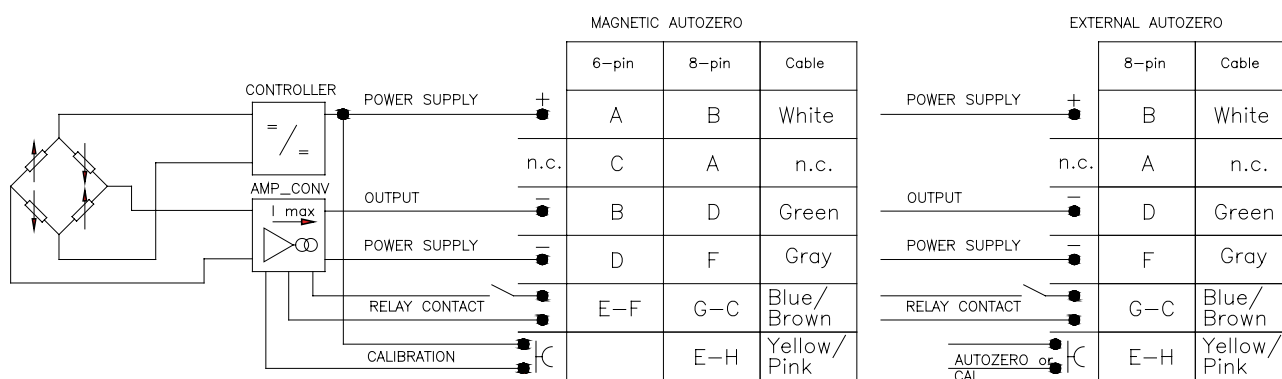 MAGNETIC AUTOZERO
EXTERNAL AUTOZERO
6-pin 8-pin Cable
8-pin Cable
CONTROLLER
= / =
POWER SUPPLY + A B White
POWER SUPPLY + B White
n.c. C A n.c.
n.c. A n.c.
AMP_CONV
I max
OUTPUT - B D Green
OUTPUT - D Green
POWER SUPPLY - D F Gray
POWER SUPPLY - F Gray
RELAY CONTACT E-F G-C Blue/
Brown
RELAY CONTACT G-C Blue/
Brown
CALIBRATION E-H Yellow/
Pink
AUTOZERO or
CAL
E-H Yellow/
Pink